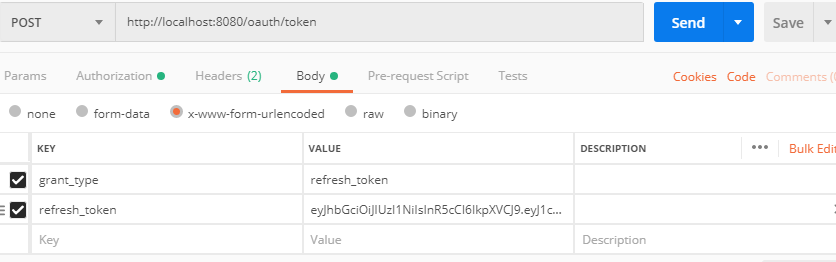 POST http://localhost:8080/oauth/token Send Save
Params Authorization Headers (2) Body Pre-request Script Tests Cookies Code Comments (0
none form-data x-www-form-urlencoded raw binary
KEY VALUE DESCRIPTION ••• Bulk Edit
grant_type refresh_token
refresh_token eyJhbGciOiJIUzI1NiIsInR5cCI6IkpXVCJ9.eyJ1c...
Key Value Description